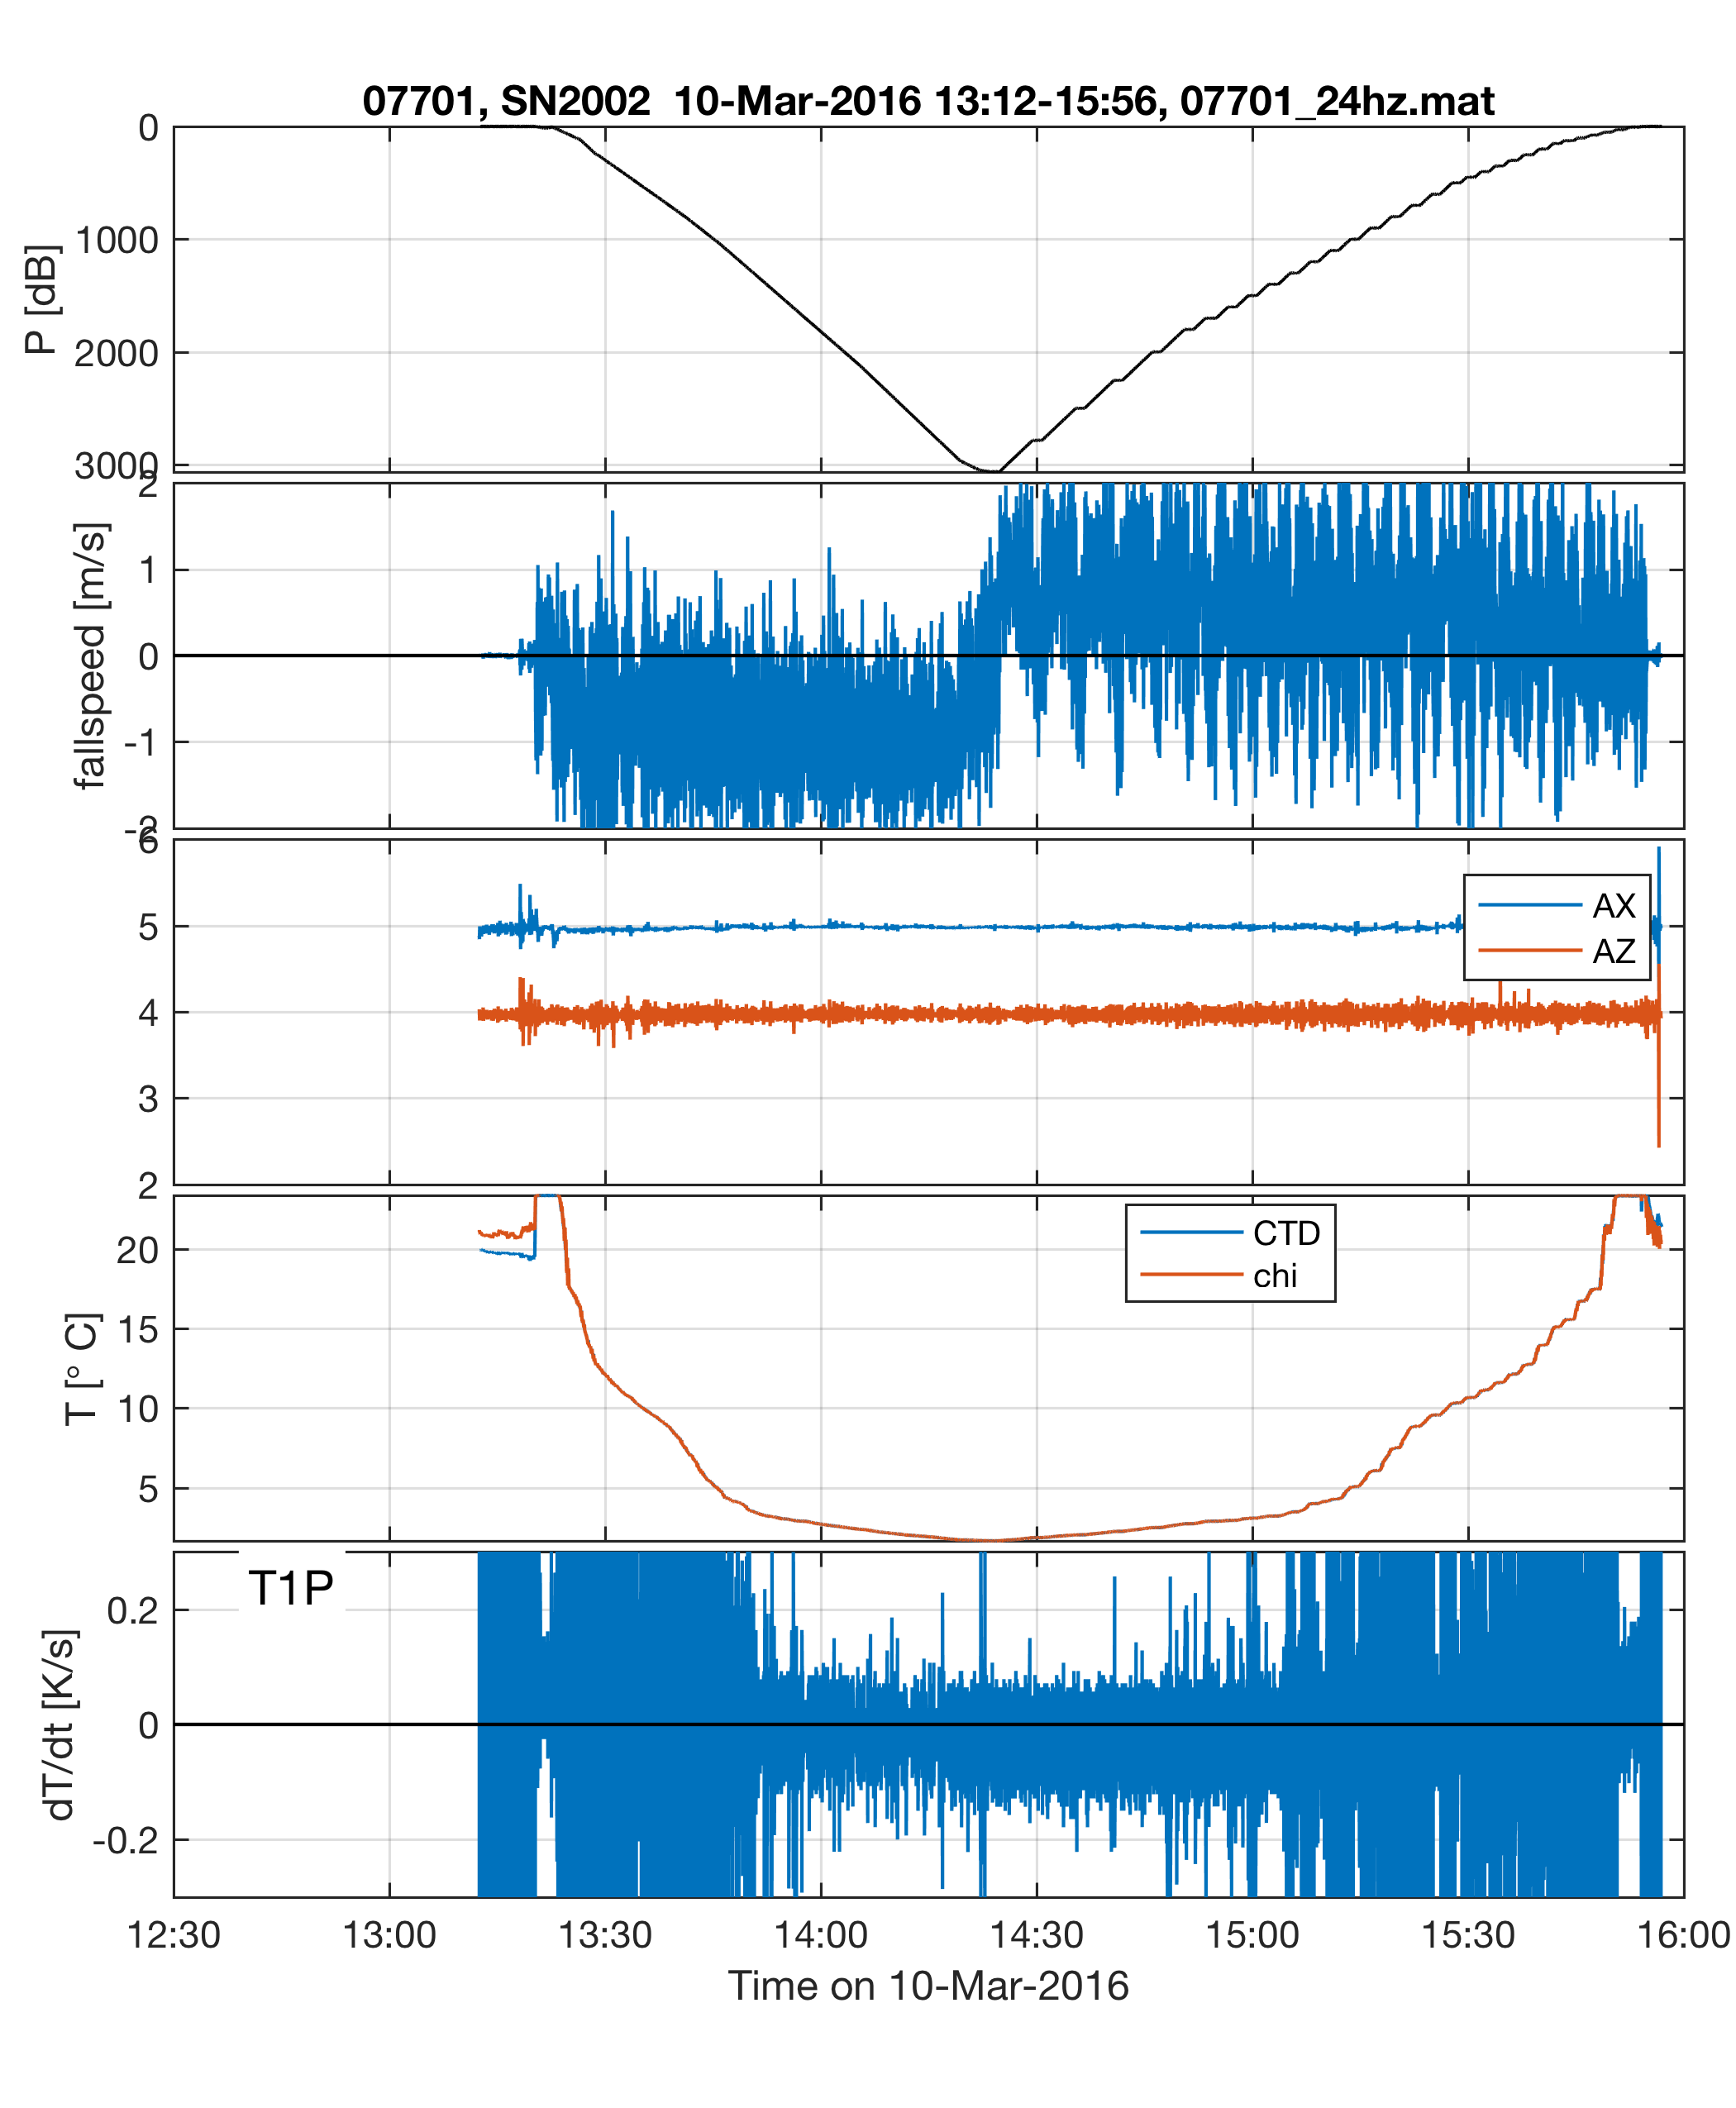 07701, SN2002  10-Mar-2016 13:12-15:56, 07701_24hz.mat
0
1000
2000
3000
P [dB]
2
1
0
-1
-2
fallspeed [m/s]
6
5
4
3
2
AX
AZ
20
15
10
5
T [° C]
CTD
chi
T1P
0.2
0
-0.2
dT/dt [K/s]
12:30 13:00 13:30 14:00 14:30 15:00 15:30 16:00
Time on 10-Mar-2016